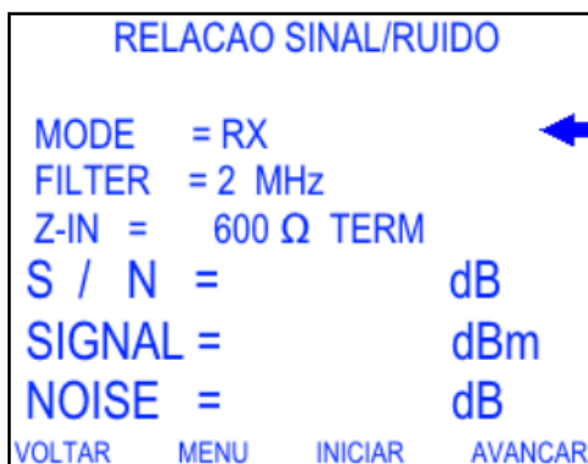 RELACAO SINAL/RUIDO
MODE = RX
FILTER = 2 MHz
Z-IN = 600 Ω TERM
S / N = dB
SIGNAL = dBm
NOISE = dB
VOLTAR MENU INICIAR AVANCAR